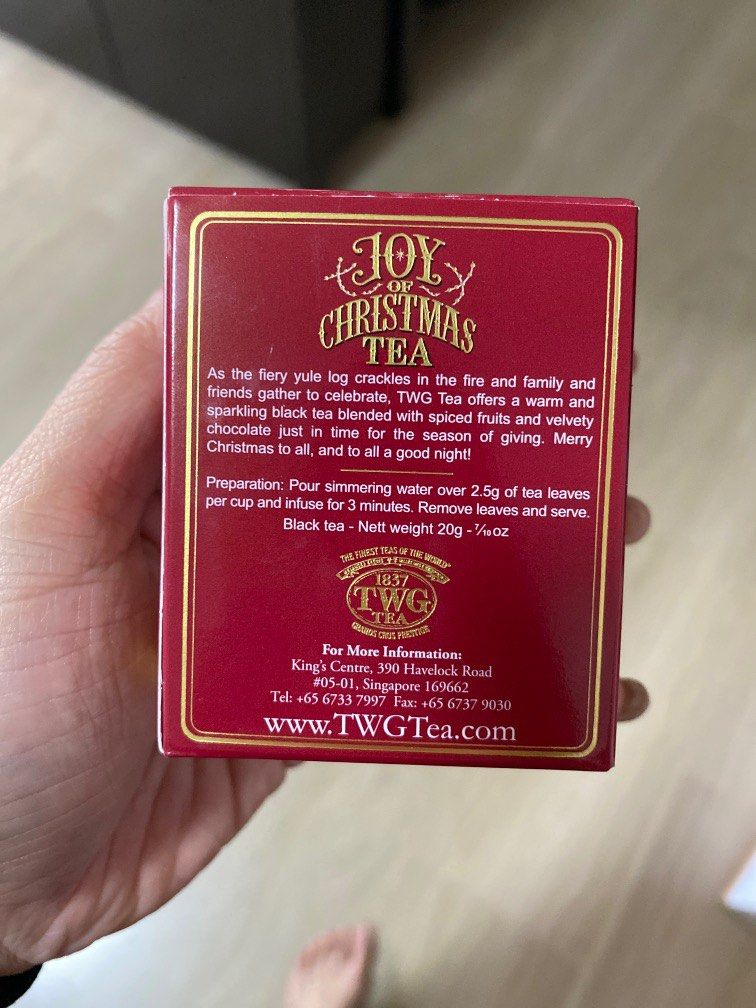 JOY
OF
CHRISTMAS
TEA
As the fiery yule log crackles in the fire and family and
friends gather to celebrate, TWG Tea offers a warm and
sparkling black tea blended with spiced fruits and velvety
chocolate just in time for the season of giving. Merry
Christmas to all, and to all a good night!
Preparation: Pour simmering water over 2.5g of tea leaves
per cup and infuse for 3 minutes. Remove leaves and serve.
Black tea - Nett weight 20g - 7/10 oz
THE FINEST TEAS OF THE WORLD
1837
TWG
TEA
GRANDS CRUS PRESTIGE
For More Information:
King's Centre, 390 Havelock Road
#05-01, Singapore 169662
Tel: +65 6733 7997 Fax: +65 6737 9030
www.TWGTea.com